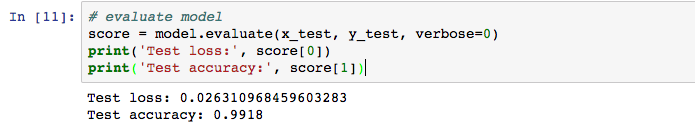 In [11]: # evaluate model
score = model.evaluate(x_test, y_test, verbose=0)
print('Test loss:', score[0])
print('Test accuracy:', score[1])
Test loss: 0.026310968459603283
Test accuracy: 0.9918